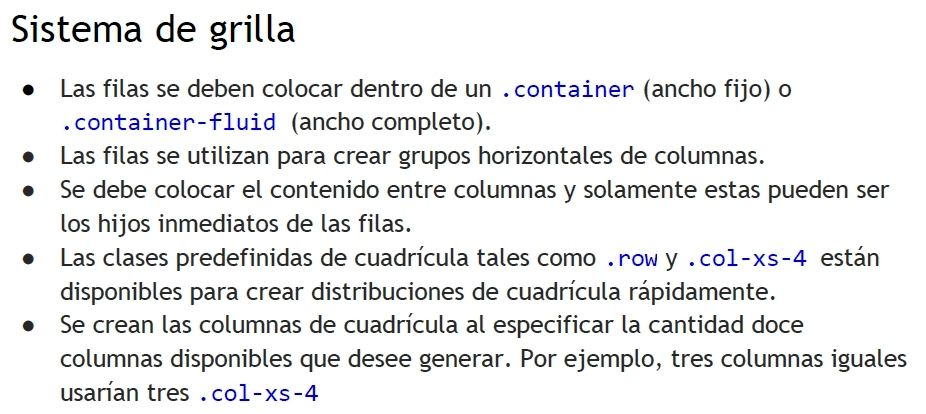 Sistema de grilla
● Las filas se deben colocar dentro de un .container (ancho fijo) o
.container-fluid (ancho completo).
● Las filas se utilizan para crear grupos horizontales de columnas.
● Se debe colocar el contenido entre columnas y solamente estas pueden ser
los hijos inmediatos de las filas.
● Las clases predefinidas de cuadrícula tales como .row y .col-xs-4 están
disponibles para crear distribuciones de cuadrícula rápidamente.
● Se crean las columnas de cuadrícula al especificar la cantidad doce
columnas disponibles que desee generar. Por ejemplo, tres columnas iguales
usarían tres .col-xs-4